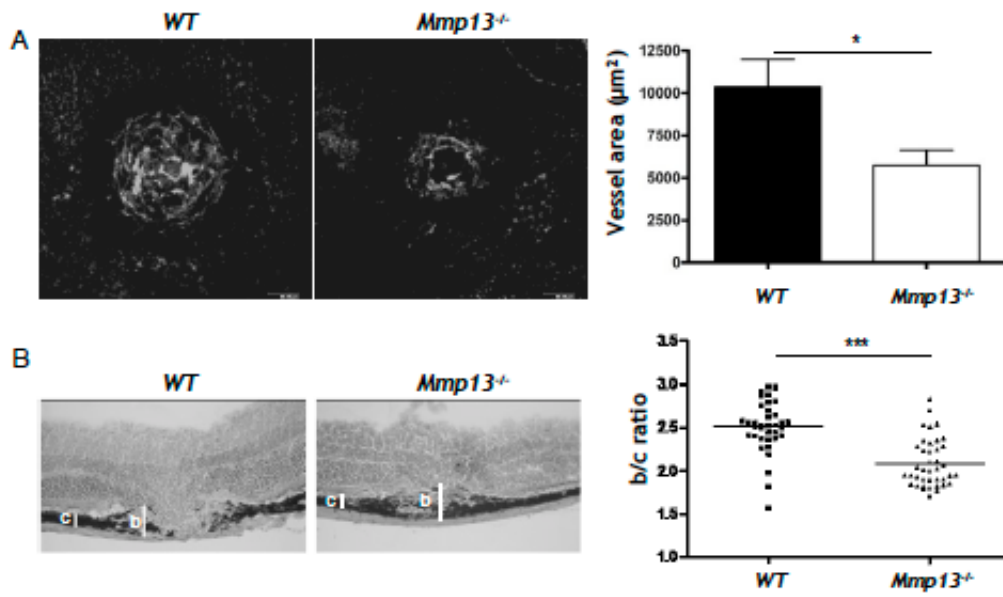 A
WT
Mmp13-/-
Vessel area (µm²)
12500
10000
7500
5000
2500
0
*
WT
Mmp13-/-
B
WT
Mmp13-/-
c
b
c
b
b/c ratio
3.5
3.0
2.5
2.0
1.5
1.0
***
WT
Mmp13-/-